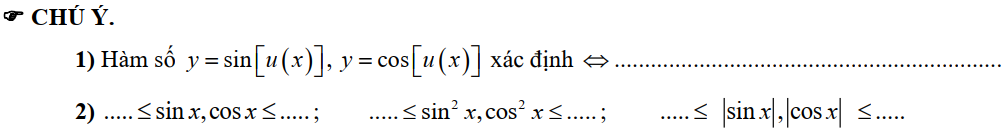 ☞ CHÚ Ý.
1) Hàm số y = sin[u(x)], y = cos[u(x)] xác định ⇔ ................................................................
2) ..... ≤ sin x, cos x ≤ ..... ; ..... ≤ sin² x, cos² x ≤ ..... ; ..... ≤ |sin x|, |cos x| ≤ .....